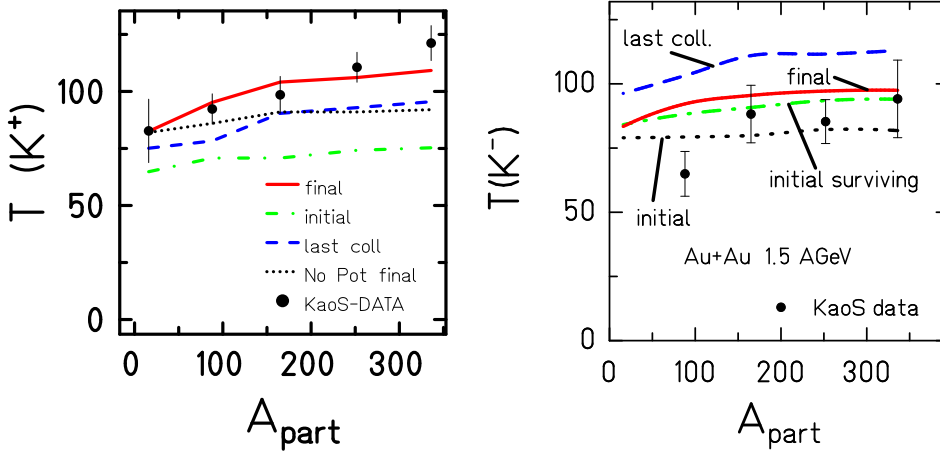 T (K+)
100
50
0
final
initial
last coll
No Pot final
KaoS-DATA
0 100 200 300
Apart
T(K-)
100
50
0
last coll.
final
initial surviving
initial
Au+Au 1.5 AGeV
KaoS data
0 100 200 300
Apart